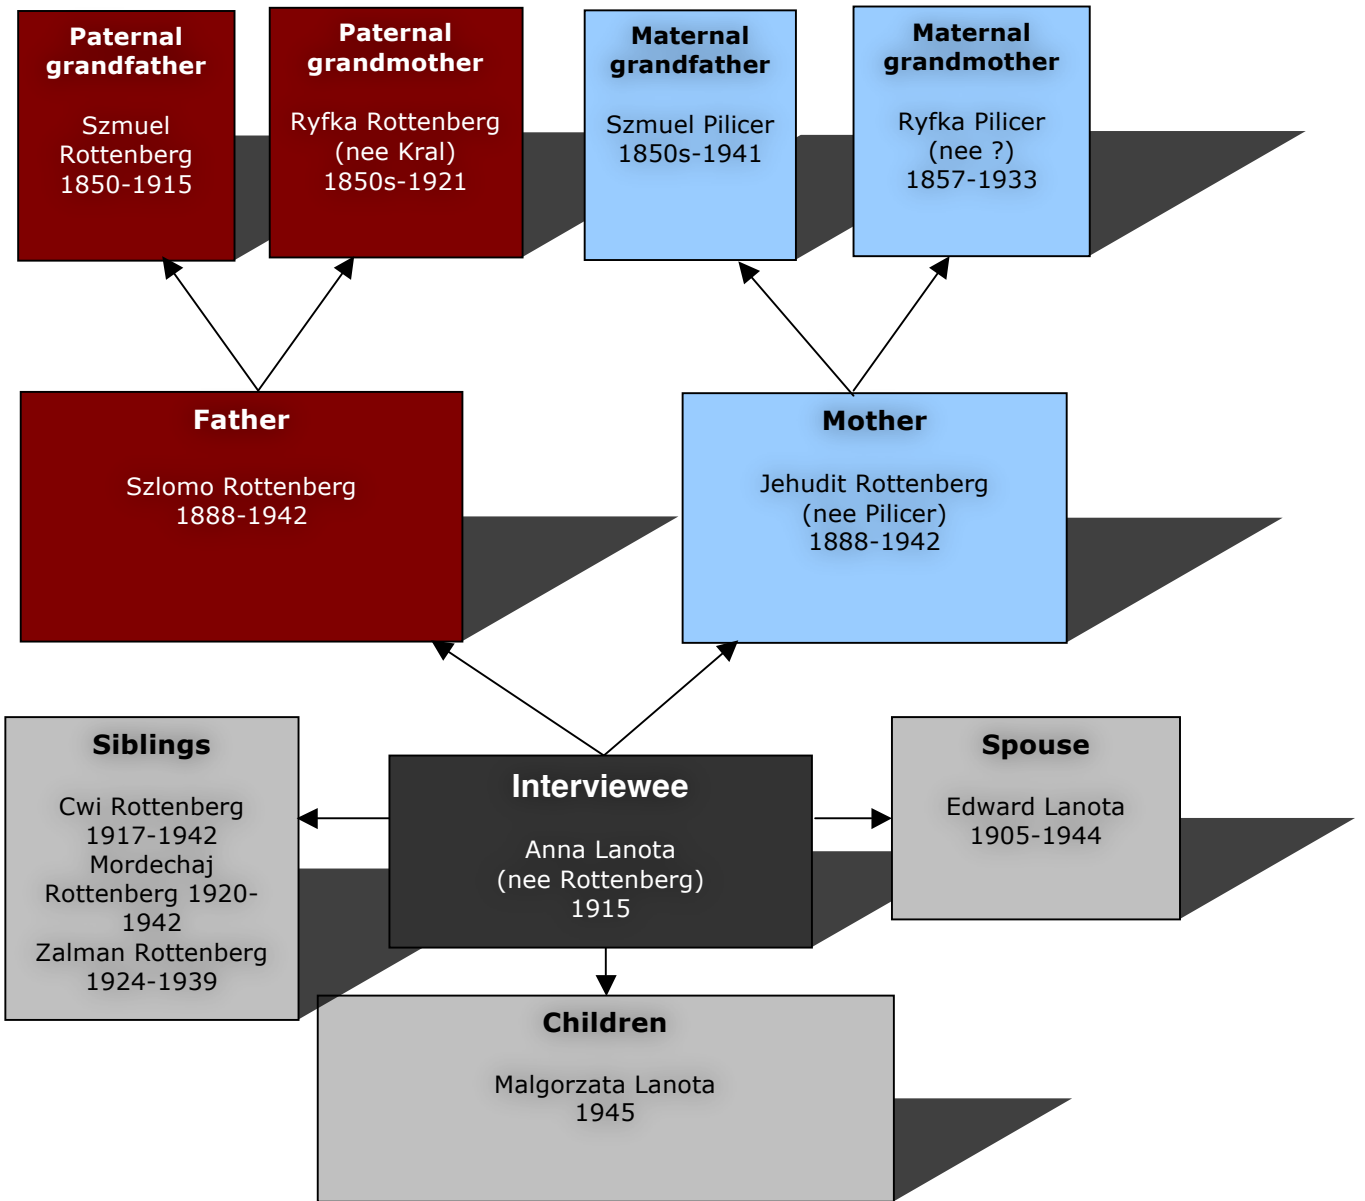 Paternal
grandfather
Szmuel
Rottenberg
1850-1915
Paternal
grandmother
Ryfka Rottenberg
(nee Kral)
1850s-1921
Maternal
grandfather
Szmuel Pilicer
1850s-1941
Maternal
grandmother
Ryfka Pilicer
(nee ?)
1857-1933
Father
Szlomo Rottenberg
1888-1942
Mother
Jehudit Rottenberg
(nee Pilicer)
1888-1942
Siblings
Cwi Rottenberg
1917-1942
Mordechaj
Rottenberg 1920-
1942
Zalman Rottenberg
1924-1939
Interviewee
Anna Lanota
(nee Rottenberg)
1915
Spouse
Edward Lanota
1905-1944
Children
Malgorzata Lanota
1945